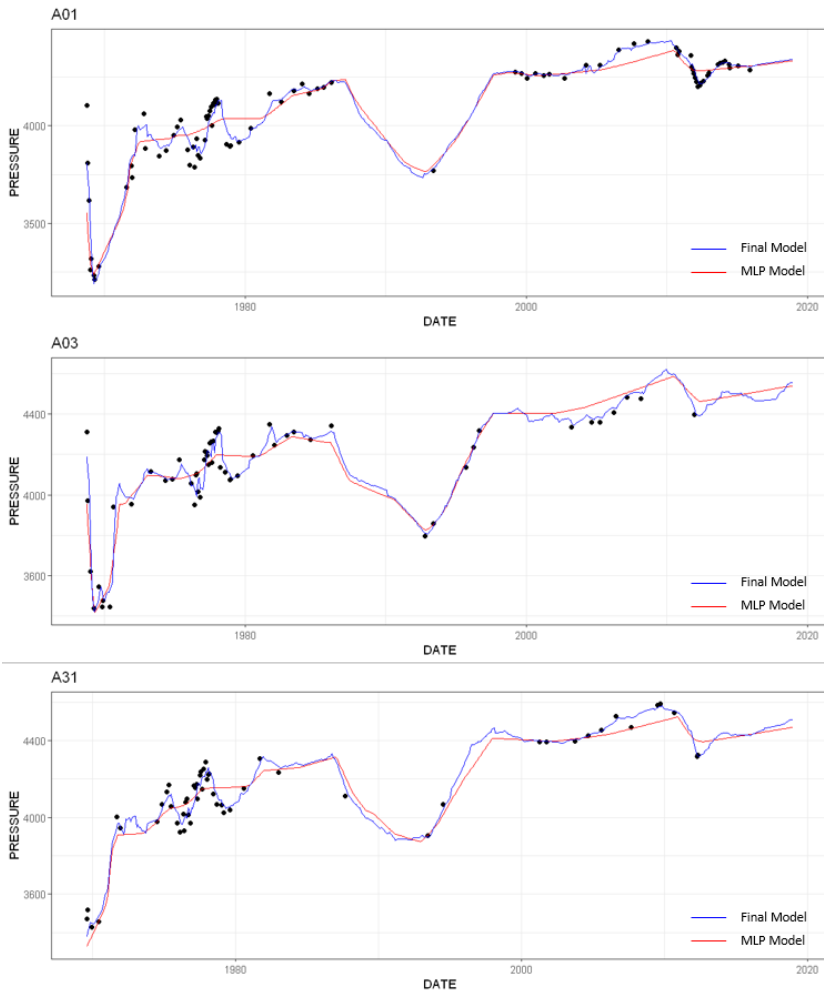 A01
PRESSURE
4000
3500
Final Model
MLP Model
1980
2000
2020
DATE
A03
PRESSURE
4400
4000
3600
Final Model
MLP Model
1980
2000
2020
DATE
A31
PRESSURE
4400
4000
3600
Final Model
MLP Model
1980
2000
2020
DATE